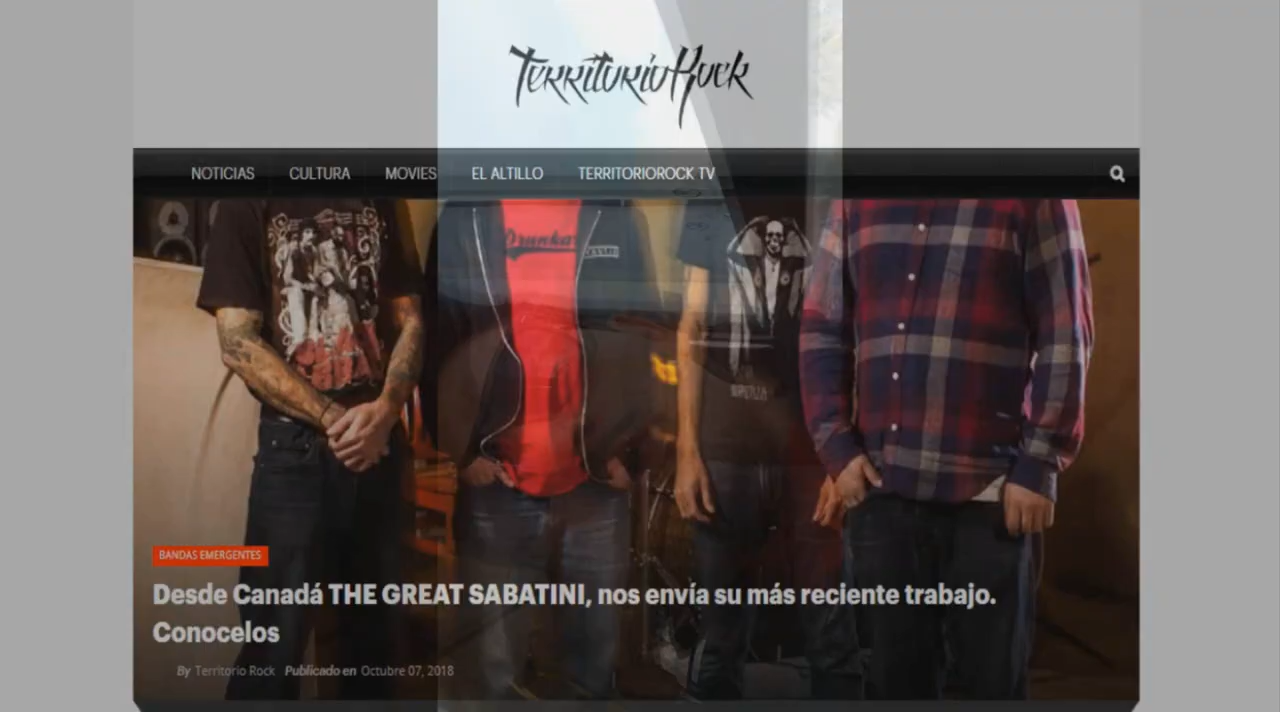 TerritorioRock
NOTICIAS CULTURA MOVIES EL ALTILLO TERRITORIOROCK TV
BANDAS EMERGENTES
Desde Canadá THE GREAT SABATINI, nos envía su más reciente trabajo.
Conocelos
By Territorio Rock Publicado en Octubre 07, 2018